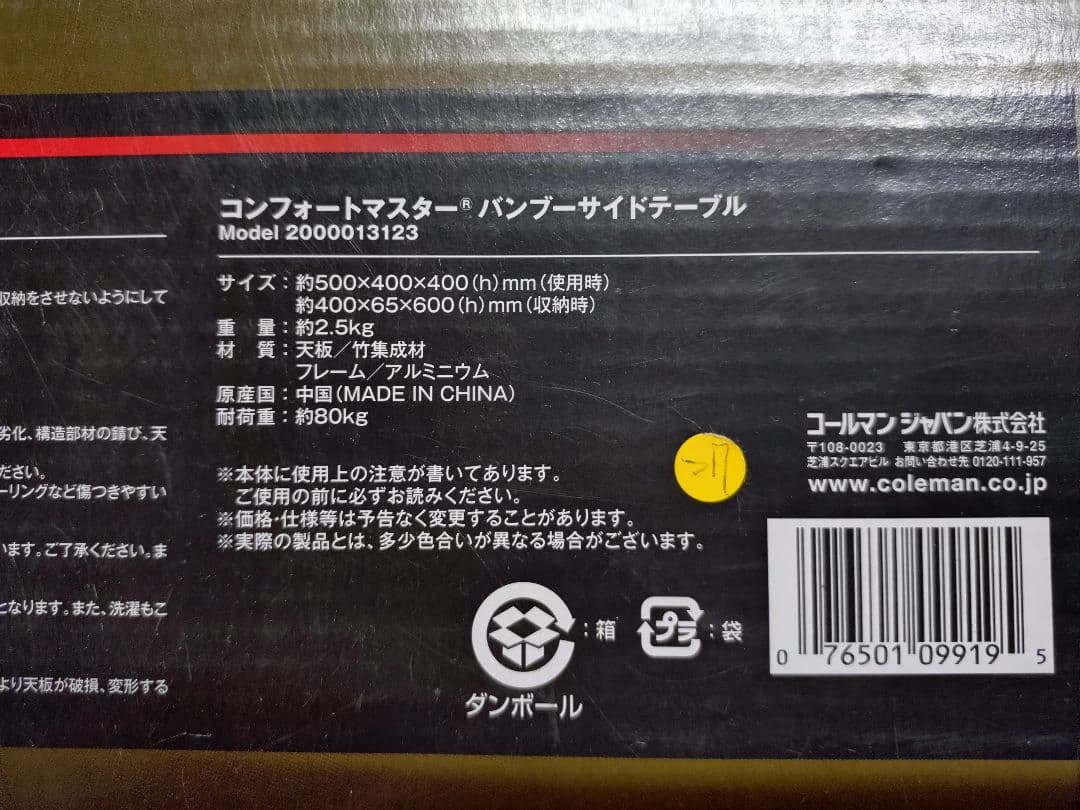 コンフォートマスター® バンブーサイドテーブル
Model 2000013123
サイズ：約500×400×400(h)mm(使用時)
約400×65×600(h)mm(収納時)
重　量：約2.5kg
材　質：天板／竹集成材
フレーム／アルミニウム
原産国：中国(MADE IN CHINA)
耐荷重：約80kg
※本体に使用上の注意が書いてあります。
ご使用の前に必ずお読みください。
※価格・仕様等は予告なく変更することがあります。
※実際の製品とは、多少色合いが異なる場合がございます。
収納をさせないようにして
劣化、構造部材の錆び、天
ださい。
ーリングなど傷つきやすい
います。ご了承ください。ま
となります。また、洗濯もこ
より天板が破損、変形する
コールマン ジャパン株式会社
〒108-0023　東京都港区芝浦4-9-25
芝浦スクエアビル　お問い合わせ先 0120-111-957
www.coleman.co.jp
：箱
プラ：袋
ダンボール
0 76501 09919 5